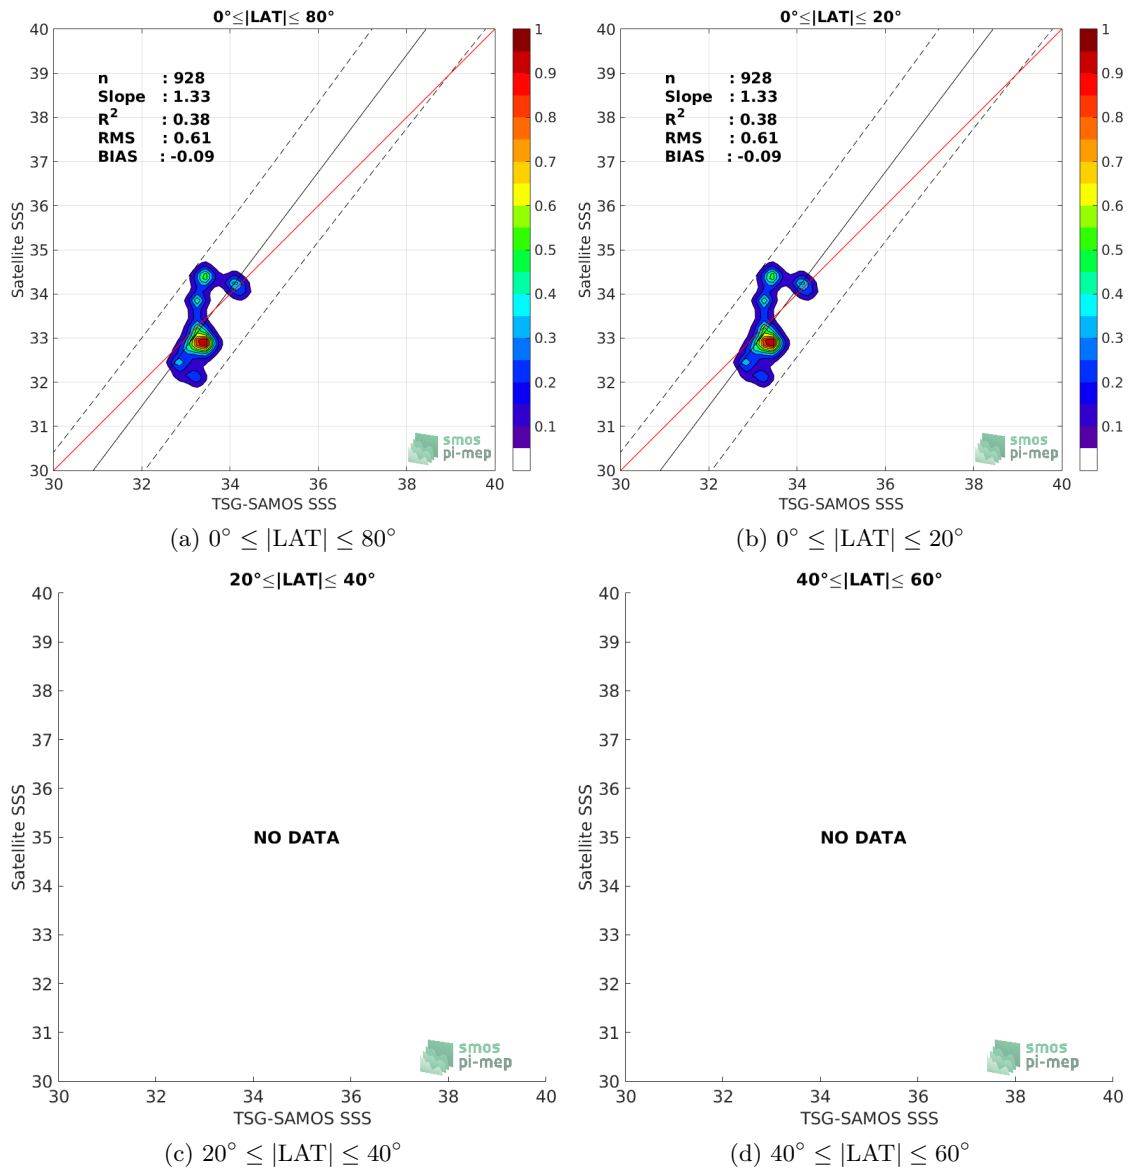 0°≤|LAT|≤ 80°
40
39
38
37
36
35
34
33
32
31
30
Satellite SSS
n : 928
Slope : 1.33
R² : 0.38
RMS : 0.61
BIAS : -0.09
smos
pi-mep
30 32 34 36 38 40
TSG-SAMOS SSS
1
0.9
0.8
0.7
0.6
0.5
0.4
0.3
0.2
0.1
(a) 0° ≤ |LAT| ≤ 80°
0°≤|LAT|≤ 20°
40
39
38
37
36
35
34
33
32
31
30
Satellite SSS
n : 928
Slope : 1.33
R² : 0.38
RMS : 0.61
BIAS : -0.09
smos
pi-mep
30 32 34 36 38 40
TSG-SAMOS SSS
1
0.9
0.8
0.7
0.6
0.5
0.4
0.3
0.2
0.1
(b) 0° ≤ |LAT| ≤ 20°
20°≤|LAT|≤ 40°
40
39
38
37
36
35
34
33
32
31
30
Satellite SSS
NO DATA
smos
pi-mep
30 32 34 36 38 40
TSG-SAMOS SSS
(c) 20° ≤ |LAT| ≤ 40°
40°≤|LAT|≤ 60°
40
39
38
37
36
35
34
33
32
31
30
Satellite SSS
NO DATA
smos
pi-mep
30 32 34 36 38 40
TSG-SAMOS SSS
(d) 40° ≤ |LAT| ≤ 60°